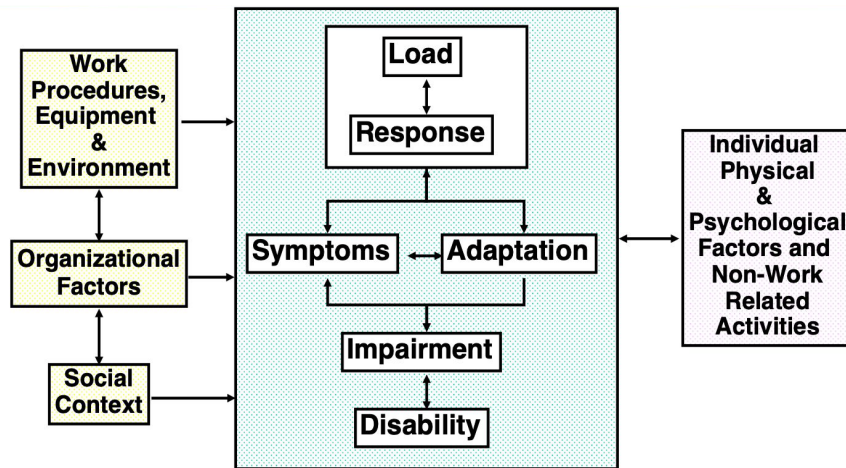 Work
Procedures,
Equipment
&
Environment
Organizational
Factors
Social
Context
Load
Response
Symptoms
Adaptation
Impairment
Disability
Individual
Physical
&
Psychological
Factors and
Non-Work
Related
Activities